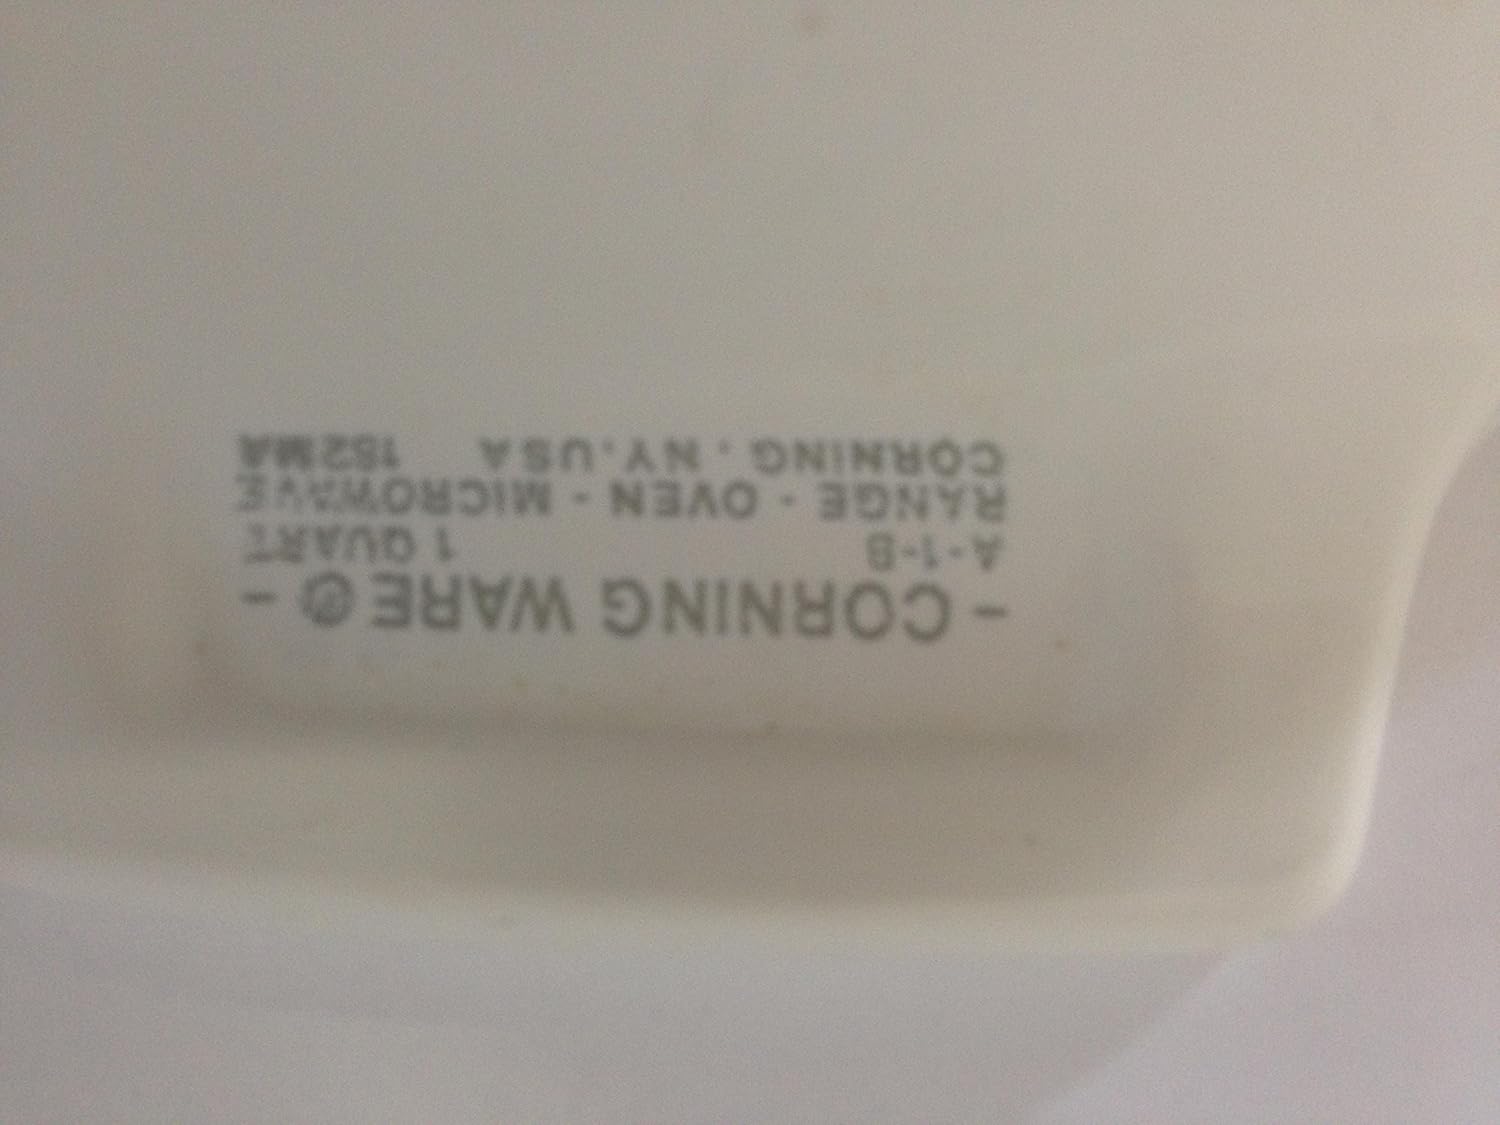 - CORNING WARE ® -
A-1-B 1 QUART
RANGE - OVEN - MICROWAVE
CORNING, NY. USA 152MA